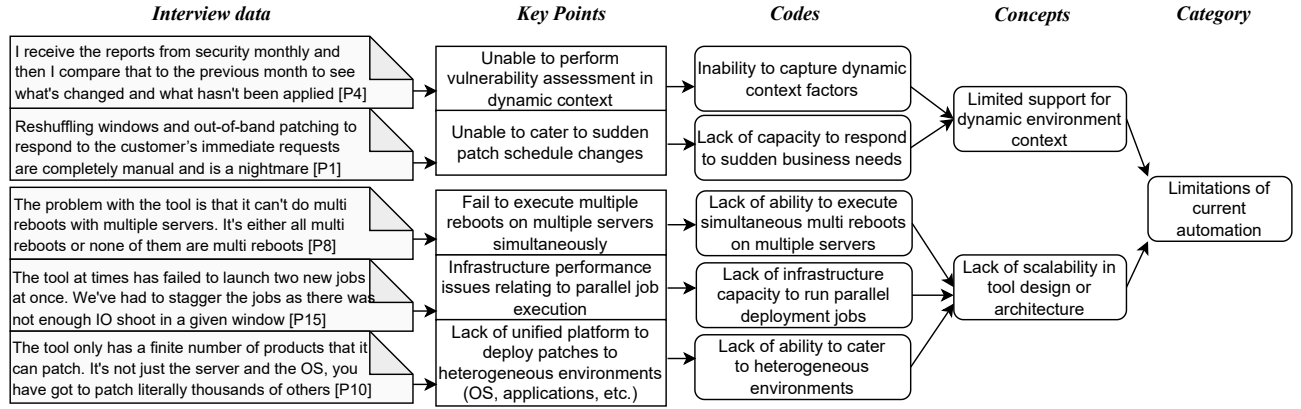 Interview data
Key Points
Codes
Concepts
Category
I receive the reports from security monthly and
then I compare that to the previous month to see
what's changed and what hasn't been applied [P4]
Unable to perform
vulnerability assessment in
dynamic context
Inability to capture dynamic
context factors
Limited support for
dynamic environment
context
Reshuffling windows and out-of-band patching to
respond to the customer’s immediate requests
are completely manual and is a nightmare [P1]
Unable to cater to sudden
patch schedule changes
Lack of capacity to respond
to sudden business needs
Limitations of
current
automation
The problem with the tool is that it can't do multi
reboots with multiple servers. It's either all multi
reboots or none of them are multi reboots [P8]
Fail to execute multiple
reboots on multiple servers
simultaneously
Lack of ability to execute
simultaneous multi reboots
on multiple servers
The tool at times has failed to launch two new jobs
at once. We've had to stagger the jobs as there was
not enough IO shoot in a given window [P15]
Infrastructure performance
issues relating to parallel job
execution
Lack of infrastructure
capacity to run parallel
deployment jobs
Lack of scalability in
tool design or
architecture
The tool only has a finite number of products that it
can patch. It's not just the server and the OS, you
have got to patch literally thousands of others [P10]
Lack of unified platform to
deploy patches to
heterogeneous environments
(OS, applications, etc.)
Lack of ability to cater
to heterogeneous
environments